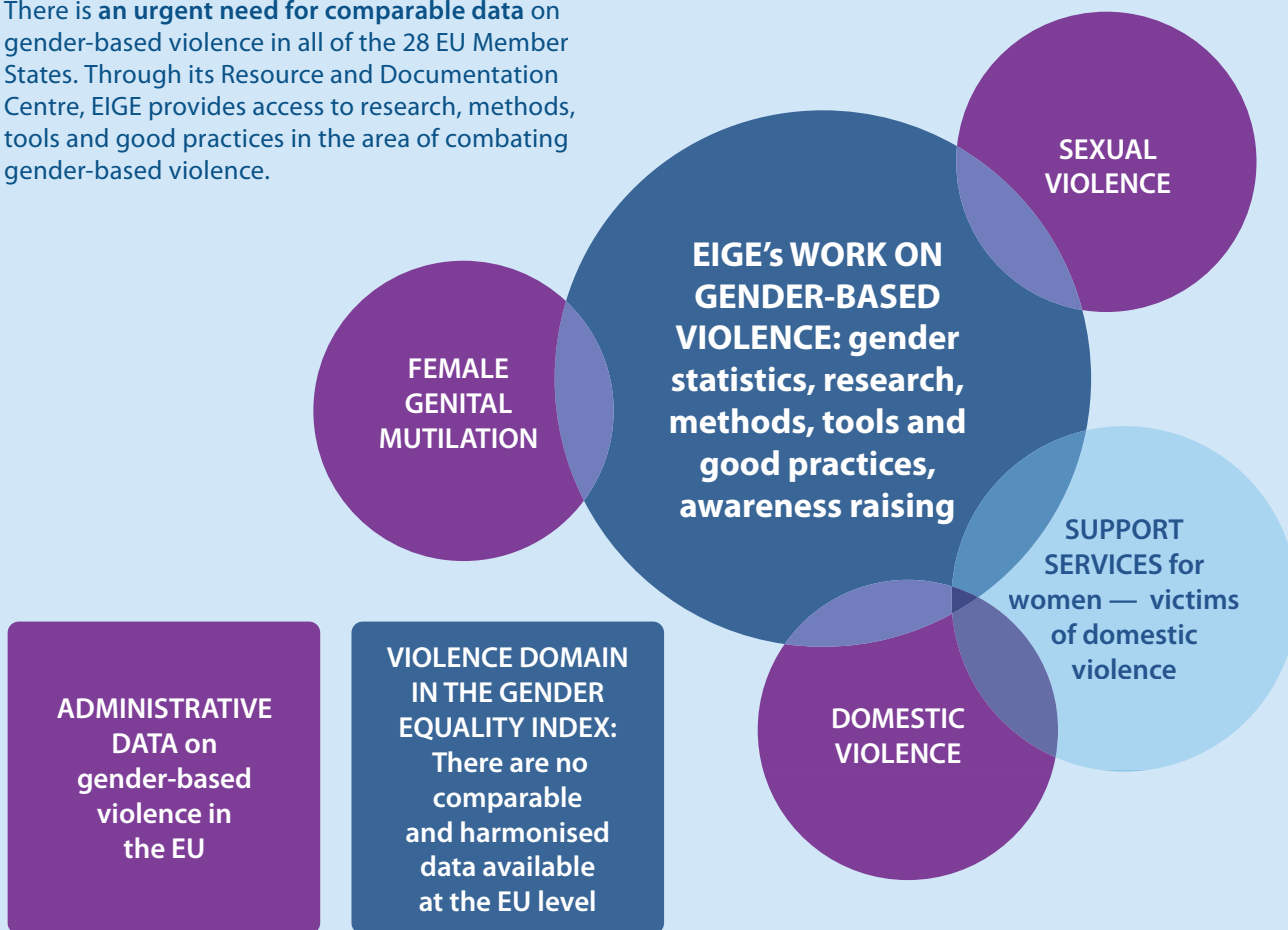 There is an urgent need for comparable data on
gender-based violence in all of the 28 EU Member
States. Through its Resource and Documentation
Centre, EIGE provides access to research, methods,
tools and good practices in the area of combating
gender-based violence.
SEXUAL
VIOLENCE
EIGE’s WORK ON
GENDER-BASED
VIOLENCE: gender
statistics, research,
methods, tools and
good practices,
awareness raising
FEMALE
GENITAL
MUTILATION
SUPPORT
SERVICES for
women — victims
of domestic
violence
DOMESTIC
VIOLENCE
ADMINISTRATIVE
DATA on
gender-based
violence in
the EU
VIOLENCE DOMAIN
IN THE GENDER
EQUALITY INDEX:
There are no
comparable
and harmonised
data available
at the EU level